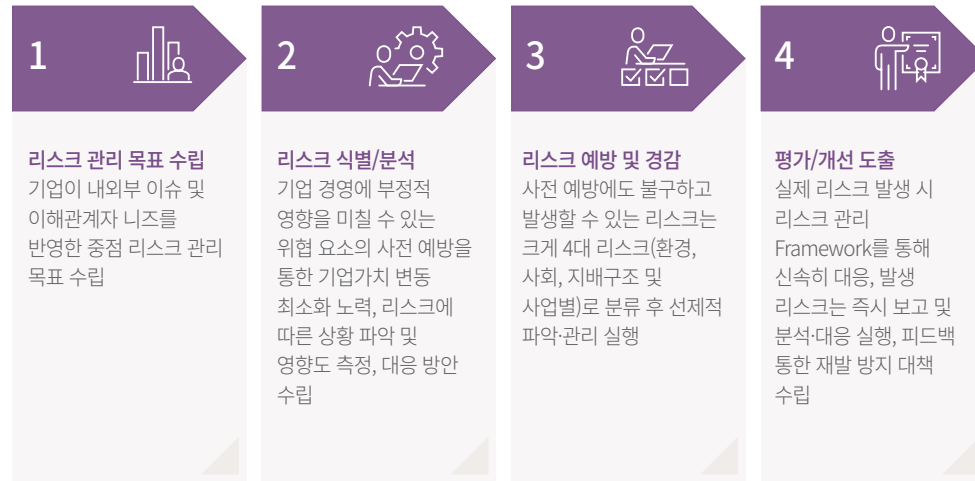 1
리스크 관리 목표 수립
기업이 내외부 이슈 및
이해관계자 니즈를
반영한 중점 리스크 관리
목표 수립
2
리스크 식별/분석
기업 경영에 부정적
영향을 미칠 수 있는
위협 요소의 사전 예방을
통한 기업가치 변동
최소화 노력, 리스크에
따른 상황 파악 및
영향도 측정, 대응 방안
수립
3
리스크 예방 및 경감
사전 예방에도 불구하고
발생할 수 있는 리스크는
크게 4대 리스크(환경,
사회, 지배구조 및
사업별)로 분류 후 선제적
파악·관리 실행
4
평가/개선 도출
실제 리스크 발생 시
리스크 관리
Framework를 통해
신속히 대응, 발생
리스크는 즉시 보고 및
분석·대응 실행, 피드백
통한 재발 방지 대책
수립